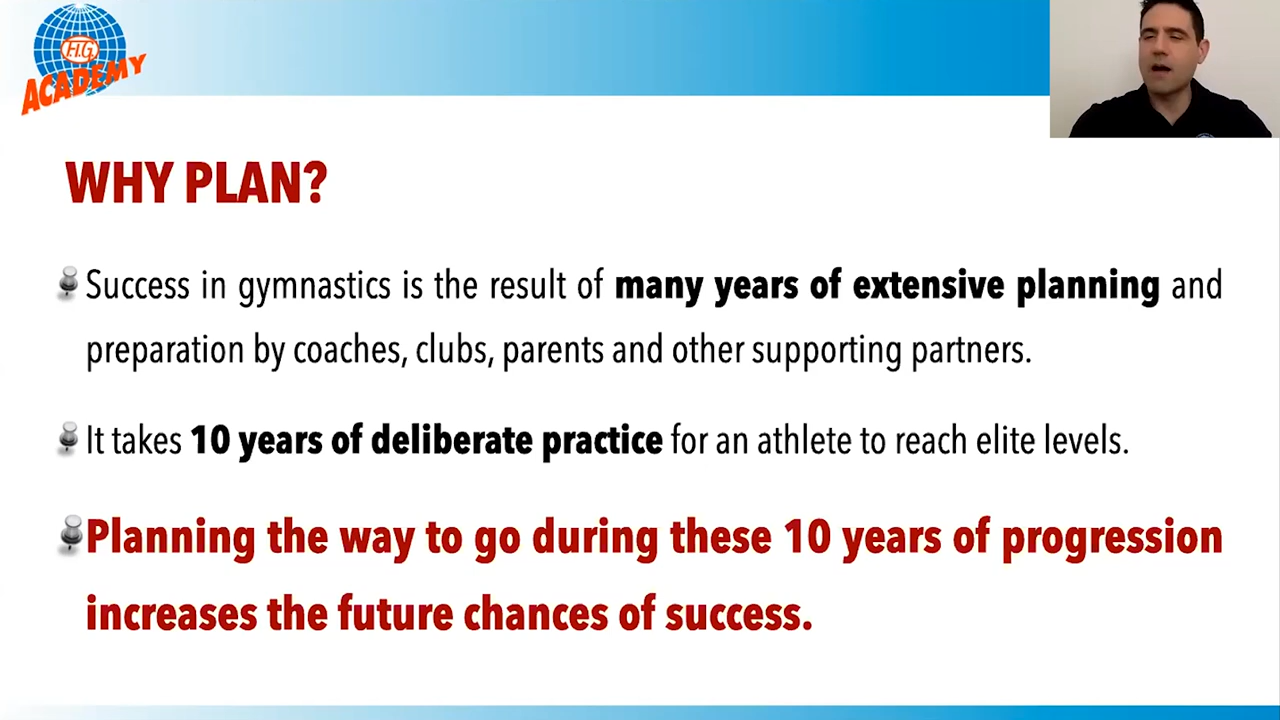 F.I.G.
ACADEMY
WHY PLAN?
Success in gymnastics is the result of many years of extensive planning and
preparation by coaches, clubs, parents and other supporting partners.
It takes 10 years of deliberate practice for an athlete to reach elite levels.
Planning the way to go during these 10 years of progression
increases the future chances of success.